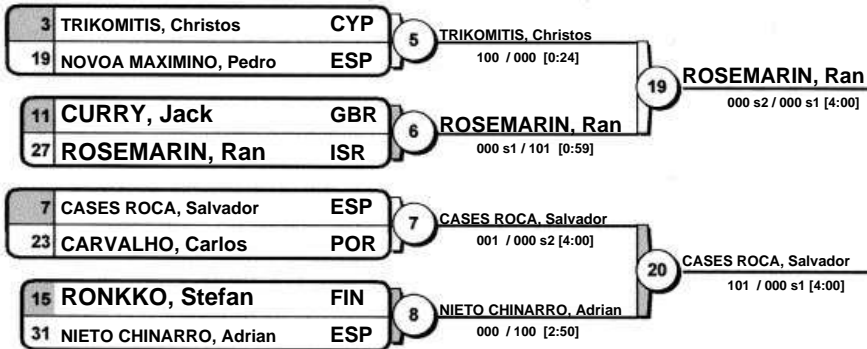 3 TRIKOMITIS, Christos CYP
19 NOVOA MAXIMINO, Pedro ESP
5
TRIKOMITIS, Christos
100 / 000 [0:24]
11 CURRY, Jack GBR
27 ROSEMARIN, Ran ISR
6
ROSEMARIN, Ran
000 s1 / 101 [0:59]
19
ROSEMARIN, Ran
000 s2 / 000 s1 [4:00]
7 CASES ROCA, Salvador ESP
23 CARVALHO, Carlos POR
7
CASES ROCA, Salvador
001 / 000 s2 [4:00]
15 RONKKO, Stefan FIN
31 NIETO CHINARRO, Adrian ESP
8
NIETO CHINARRO, Adrian
000 / 100 [2:50]
20
CASES ROCA, Salvador
101 / 000 s1 [4:00]